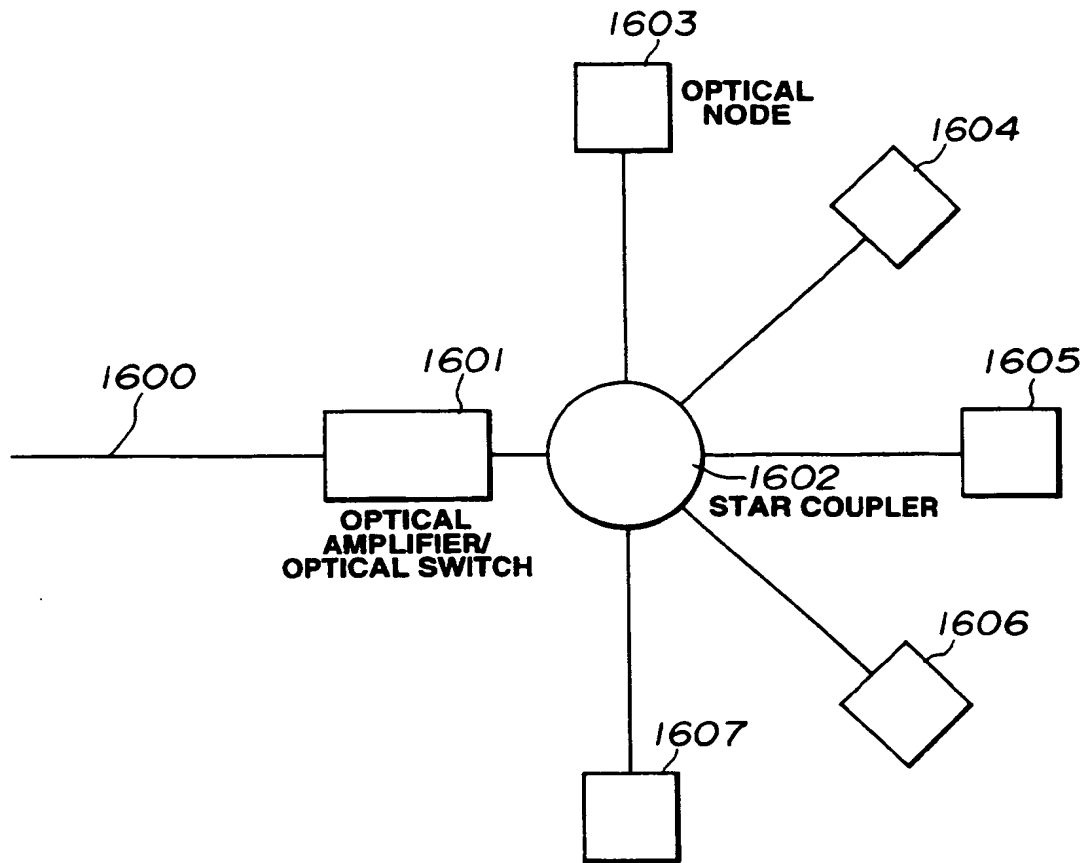 1603
OPTICAL
NODE
1604
1605
1601
1600
1602
STAR COUPLER
OPTICAL
AMPLIFIER/
OPTICAL SWITCH
1606
1607